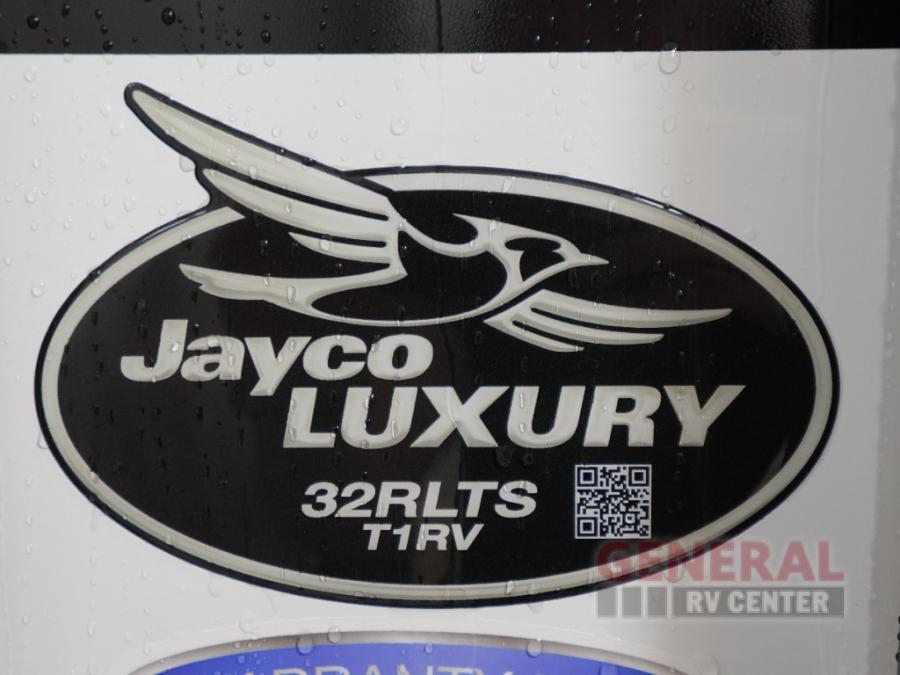 Jayco
LUXURY
32RLTS
T1RV
GENERAL
RV CENTER